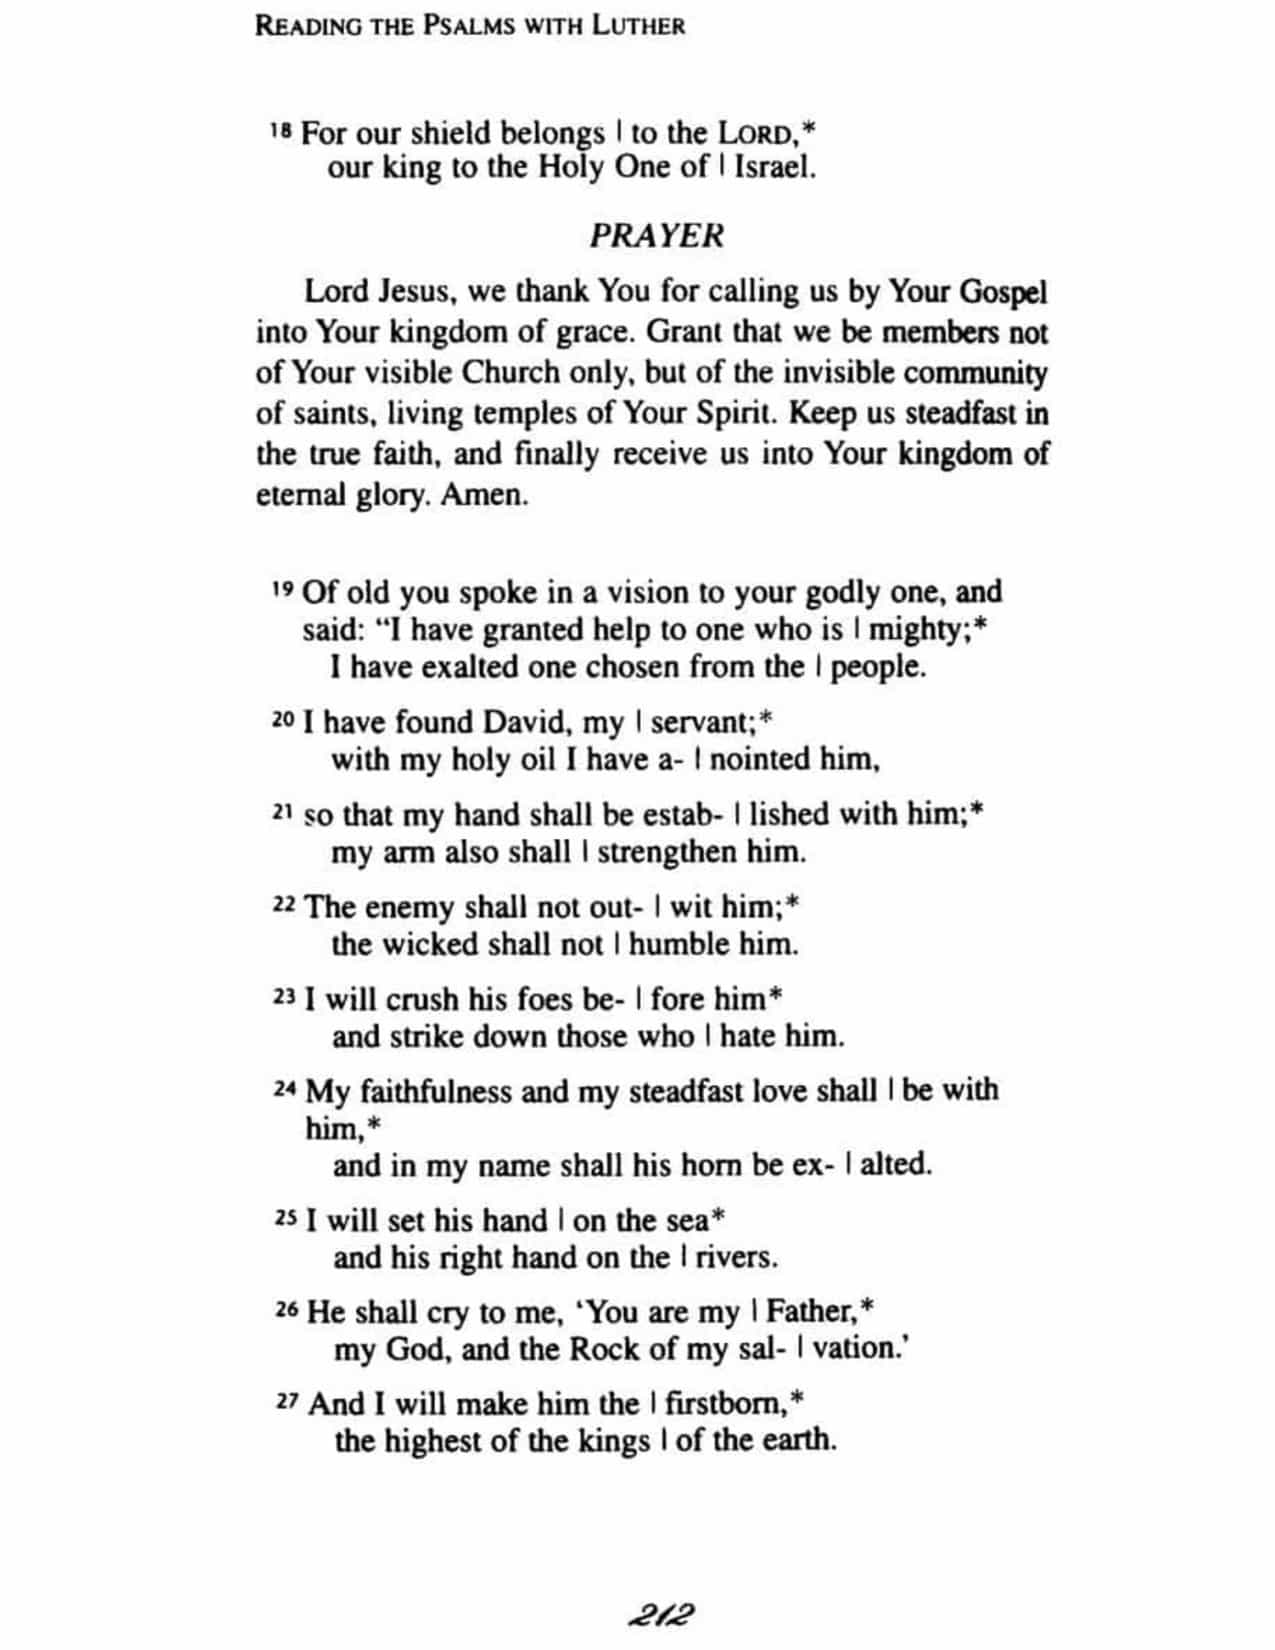 READING THE PSALMS WITH LUTHER
18 For our shield belongs | to the LORD,*
our king to the Holy One of | Israel.
PRAYER
Lord Jesus, we thank You for calling us by Your Gospel
into Your kingdom of grace. Grant that we be members not
of Your visible Church only, but of the invisible community
of saints, living temples of Your Spirit. Keep us steadfast in
the true faith, and finally receive us into Your kingdom of
eternal glory. Amen.
19 Of old you spoke in a vision to your godly one, and
said: “I have granted help to one who is | mighty;*
I have exalted one chosen from the | people.
20 I have found David, my | servant;*
with my holy oil I have a- | nointed him,
21 so that my hand shall be estab- | lished with him;*
my arm also shall | strengthen him.
22 The enemy shall not out- | wit him;*
the wicked shall not | humble him.
23 I will crush his foes be- | fore him*
and strike down those who | hate him.
24 My faithfulness and my steadfast love shall | be with
him,*
and in my name shall his horn be ex- | alted.
25 I will set his hand | on the sea*
and his right hand on the | rivers.
26 He shall cry to me, ‘You are my | Father,*
my God, and the Rock of my sal- | vation.’
27 And I will make him the | firstborn,*
the highest of the kings | of the earth.
212